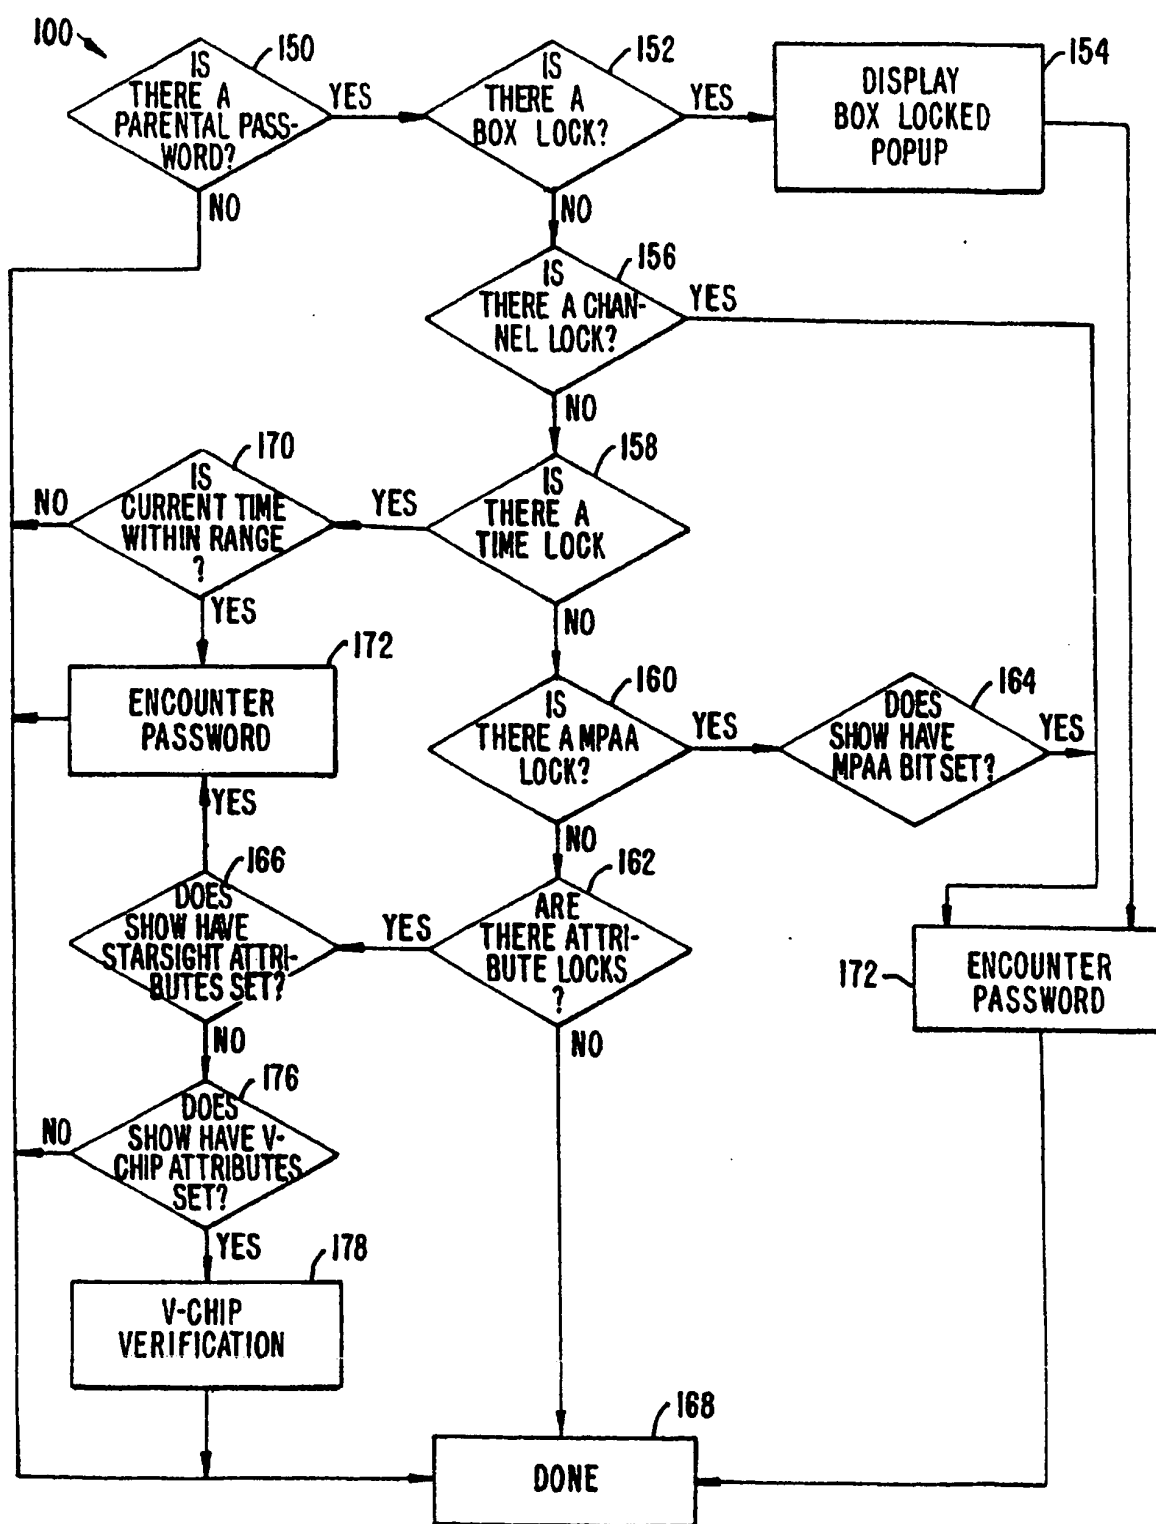 100
150
IS
THERE A
PARENTAL PASS-
WORD?
YES
NO
152
IS
THERE A
BOX LOCK?
YES
NO
154
DISPLAY
BOX LOCKED
POPUP
156
IS
THERE A CHAN-
NEL LOCK?
YES
NO
170
IS
CURRENT TIME
WITHIN RANGE
?
NO
YES
158
IS
THERE A
TIME LOCK
YES
NO
172
ENCOUNTER
PASSWORD
160
IS
THERE A MPAA
LOCK?
YES
NO
164
DOES
SHOW HAVE
MPAA BIT SET?
YES
YES
166
DOES
SHOW HAVE
STARSIGHT ATTRI-
BUTES SET?
NO
162
ARE
THERE ATTRI-
BUTE LOCKS
?
YES
NO
172
ENCOUNTER
PASSWORD
176
DOES
SHOW HAVE V-
CHIP ATTRIBUTES
SET?
NO
YES
178
V-CHIP
VERIFICATION
168
DONE